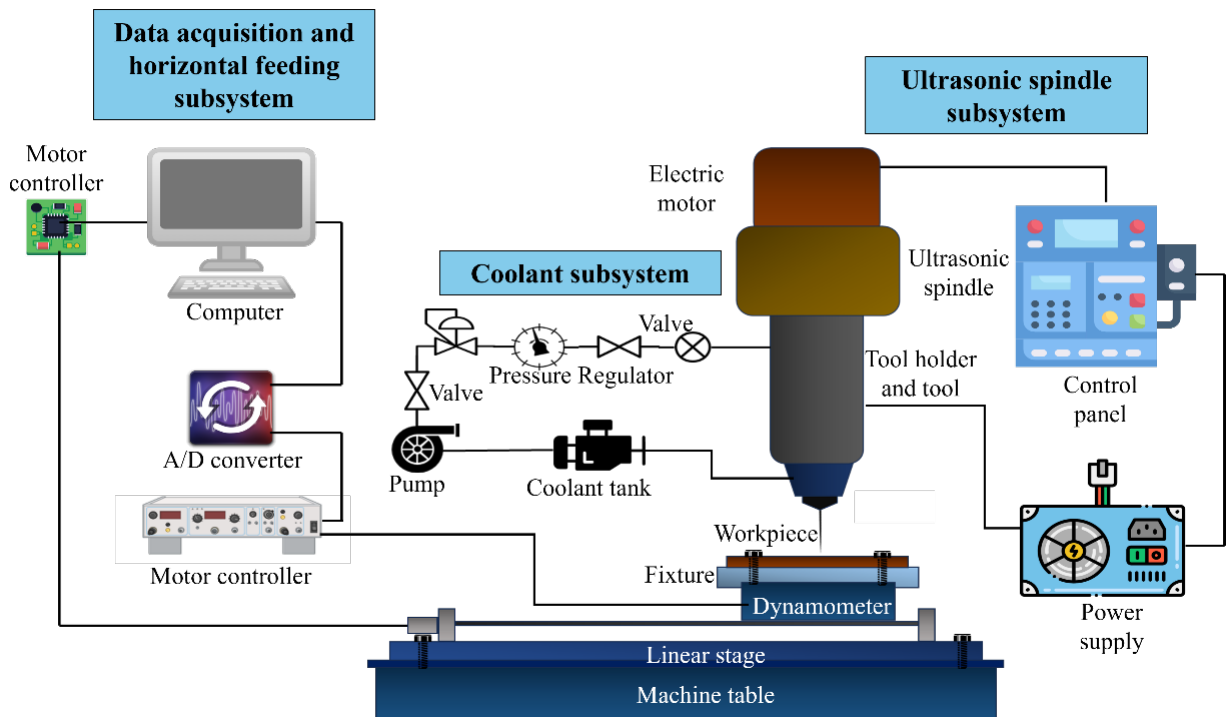 Data acquisition and
horizontal feeding
subsystem
Ultrasonic spindle
subsystem
Motor
controller
Electric
motor
Coolant subsystem
Ultrasonic
spindle
Computer
Valve
Pressure Regulator
Valve
Tool holder
and tool
Control
panel
A/D converter
Pump
Coolant tank
Workpiece
Motor controller
Fixture
Dynamometer
Power
supply
Linear stage
Machine table